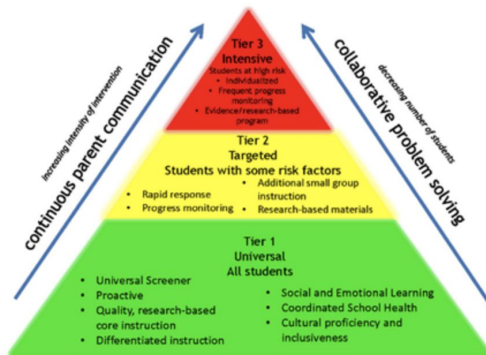 Tier 3
Intensive
Students at high risk
• Individualized
• Frequent progress
monitoring
• Evidence/research-based
program
continuous parent communication
increasing intensity of intervention
collaborative problem solving
decreasing number of students
Tier 2
Targeted
Students with some risk factors
• Rapid response
• Progress monitoring
• Additional small group
instruction
• Research-based materials
Tier 1
Universal
All students
• Universal Screener
• Proactive
• Quality, research-based
core instruction
• Differentiated instruction
• Social and Emotional Learning
• Coordinated School Health
• Cultural proficiency and
inclusiveness